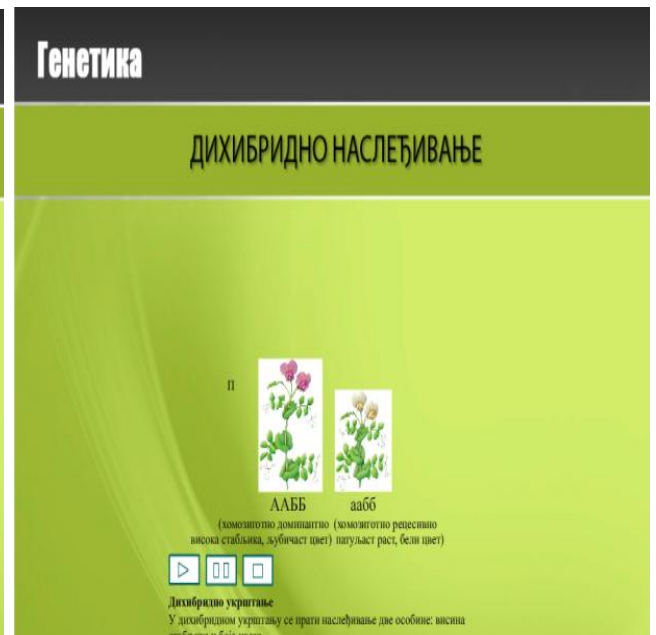 Генетика
ДИХИБРИДНО НАСЛЕЂИВАЊЕ
П
ААББ аабб
(хомозиготно доминантно (хомозиготно рецесивно
висока стабљика, љубичаст цвет) патуљаст раст, бели цвет)
Дихибридно укрштање
У дихибридном укрштању се прати наслеђивање две особине: висина